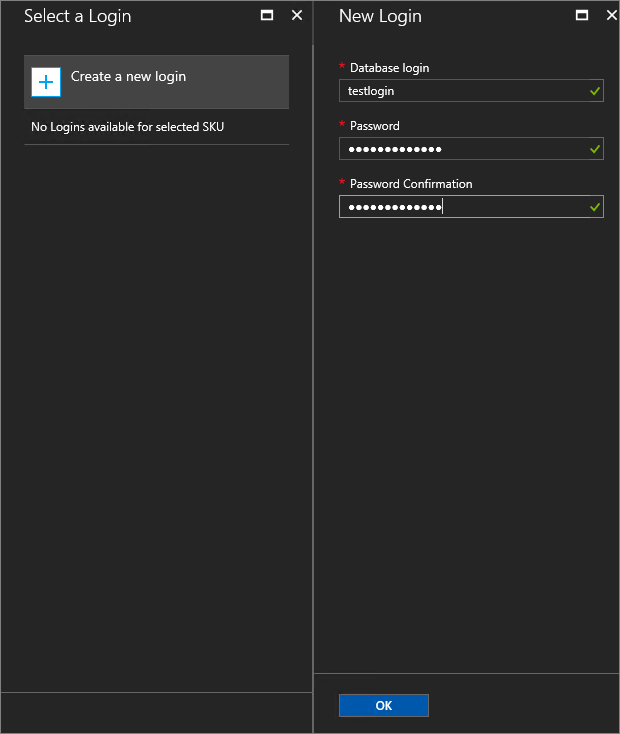 Select a Login
Create a new login
No Logins available for selected SKU
New Login
* Database login
testlogin
* Password
●●●●●●●●●●●●●
* Password Confirmation
●●●●●●●●●●●●●
OK